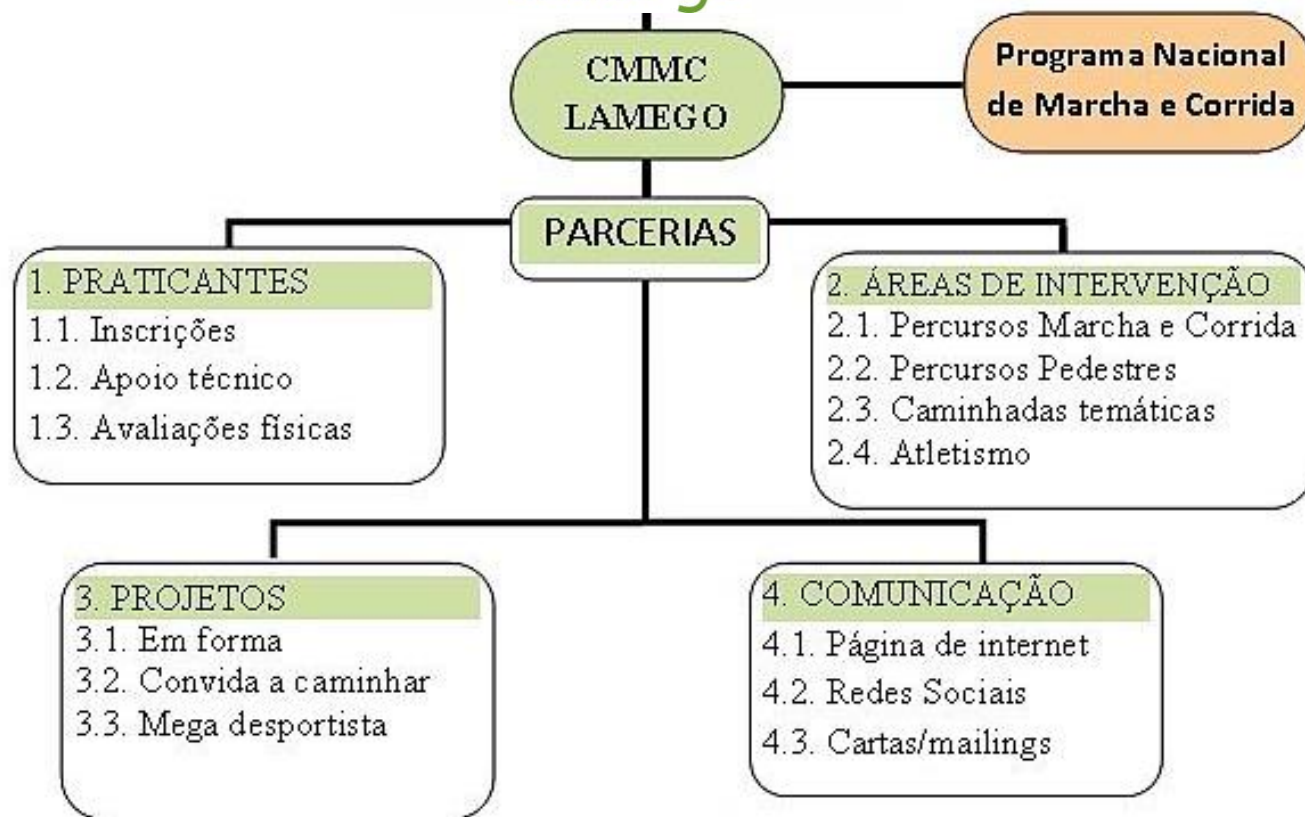 CMMC
LAMEGO
Programa Nacional
de Marcha e Corrida
PARCERIAS
1. PRATICANTES
1.1. Inscrições
1.2. Apoio técnico
1.3. Avaliações físicas
2. ÁREAS DE INTERVENÇÃO
2.1. Percursos Marcha e Corrida
2.2. Percursos Pedestres
2.3. Caminhadas temáticas
2.4. Atletismo
3. PROJETOS
3.1. Em forma
3.2. Convida a caminhar
3.3. Mega desportista
4. COMUNICAÇÃO
4.1. Página de internet
4.2. Redes Sociais
4.3. Cartas/mailings